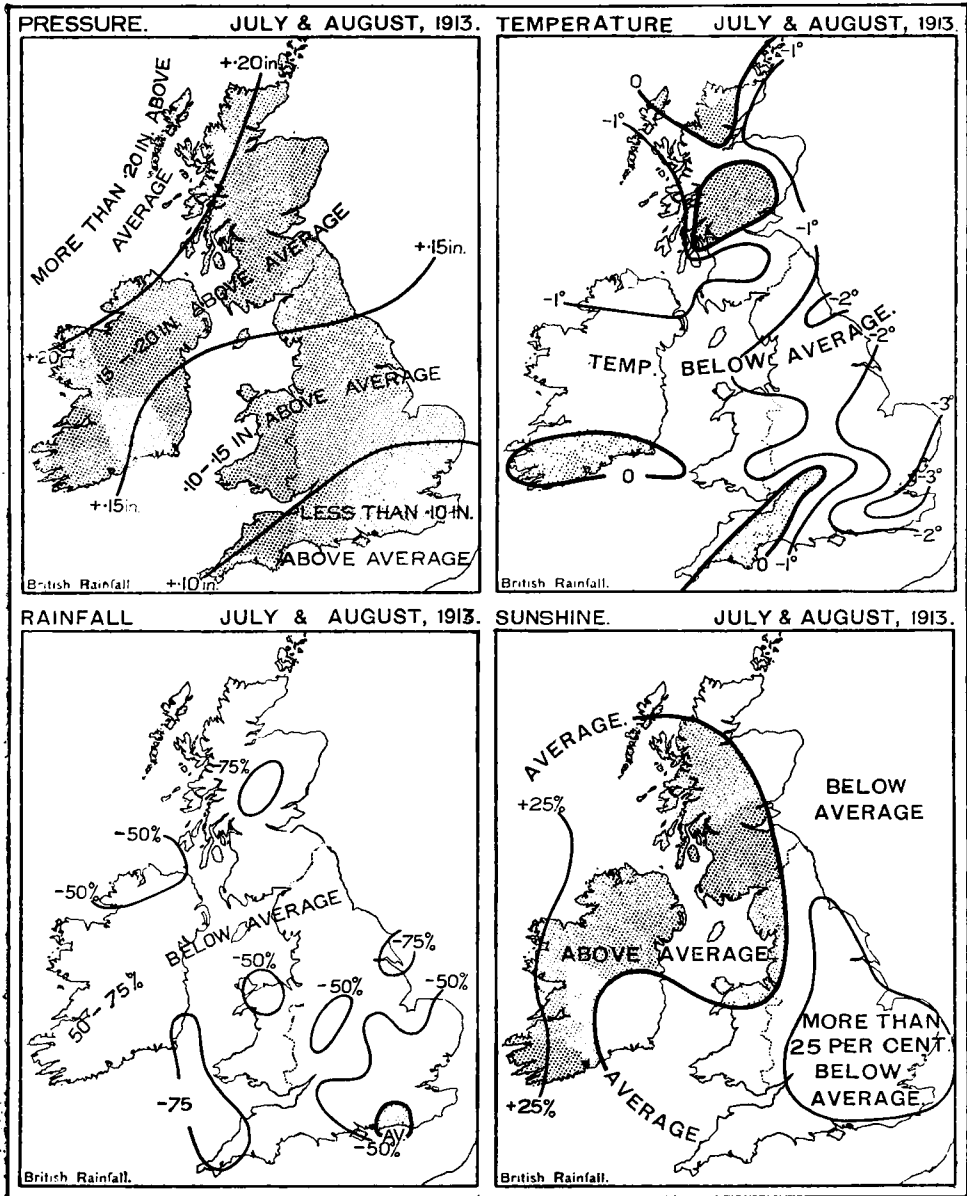 PRESSURE. JULY & AUGUST, 1913.
+·20in.
MORE THAN ·20 IN. ABOVE
AVERAGE
+·15in.
·20 IN. ABOVE AVERAGE
+·20
·10–·15 IN. ABOVE AVERAGE
+·15in.
LESS THAN ·10 IN.
ABOVE AVERAGE
+·10in.
British Rainfall.
TEMPERATURE JULY & AUGUST, 1913.
-1°
0
-1°
-1°
-1°
-2°
-2°
TEMP. BELOW AVERAGE.
-3°
0
-3°
-2°
0 -1°
British Rainfall.
RAINFALL JULY & AUGUST, 1913.
-75%
-50%
-50%
BELOW AVERAGE
-75%
-50%
-50%
-50%
50 – 75%
-75
AV.
-50%
British Rainfall.
SUNSHINE. JULY & AUGUST, 1913.
AVERAGE.
BELOW
AVERAGE
+25%
ABOVE AVERAGE
MORE THAN
25 PER CENT.
BELOW
AVERAGE
+25%
AVERAGE
British Rainfall.